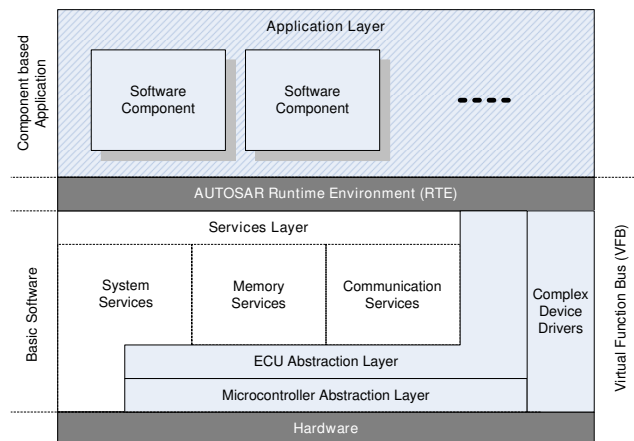 Component based
Application
Application Layer
Software
Component
Software
Component
AUTOSAR Runtime Environment (RTE)
Basic Software
Services Layer
System
Services
Memory
Services
Communication
Services
Complex
Device
Drivers
ECU Abstraction Layer
Microcontroller Abstraction Layer
Virtual Function Bus (VFB)
Hardware